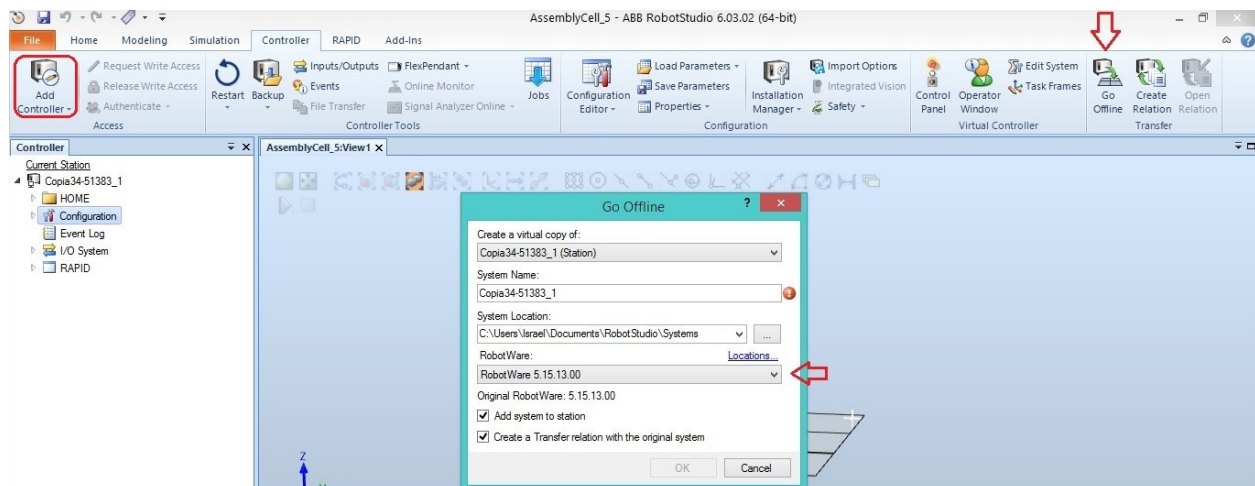 AssemblyCell_5 - ABB RobotStudio 6.03.02 (64-bit)
File Home Modeling Simulation Controller RAPID Add-Ins
Add Controller
Request Write Access
Release Write Access
Authenticate
Access
Restart
Backup
Inputs/Outputs
Events
File Transfer
FlexPendant
Online Monitor
Signal Analyzer Online
Jobs
Controller Tools
Configuration Editor
Load Parameters
Save Parameters
Properties
Installation Manager
Import Options
Integrated Vision
Safety
Configuration
Control Panel
Operator Window
Edit System
Task Frames
Virtual Controller
Go Offline
Create Relation
Open Relation
Transfer
Controller
Current Station
Copia34-51383_1
HOME
Configuration
Event Log
I/O System
RAPID
AssemblyCell_5:View1
Go Offline ?
Create a virtual copy of:
Copia34-51383_1 (Station)
System Name:
Copia34-51383_1
System Location:
C:\Users\Israel\Documents\RobotStudio\Systems ...
RobotWare: Locations...
RobotWare 5.15.13.00
Original RobotWare: 5.15.13.00
Add system to station
Create a Transfer relation with the original system
OK Cancel
Z